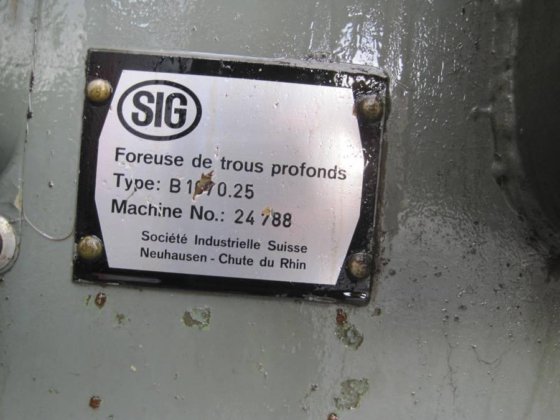 SIG
Foreuse de trous profonds
Type:
Machine No.: 24788
Société Industrielle Suisse
Neuhausen - Chute du Rhin